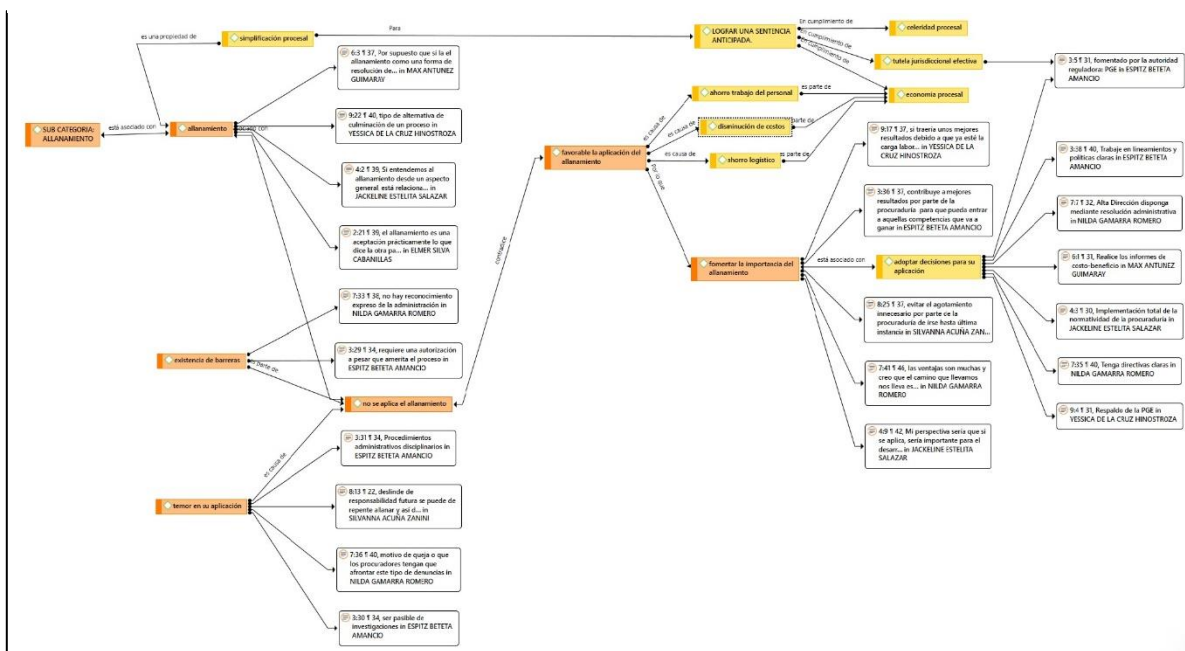 es una propiedad de
simplificación procesal
Para
LOGRAR UNA SENTENCIA
ANTICIPADA.
En cumplimiento de
En cumplimiento de
En cumplimiento de
celeridad procesal
tutela jurisdiccional efectiva
economía procesal
SUB CATEGORIA:
ALLANAMIENTO
está asociado con
allanamiento
asociado con
6:3 ¶ 37, Por supuesto que si la el
allanamiento como una forma de
resolución de... in MAX ANTUNEZ
GUIMARAY
9:22 ¶ 40, tipo de alternativa de
culminación de un proceso in
YESSICA DE LA CRUZ HINOSTROZA
4:2 ¶ 39, Si entendemos al
allanamiento desde un aspecto
general está relaciona... in
JACKELINE ESTELITA SALAZAR
2:21 ¶ 39, el allanamiento es una
aceptación prácticamente lo que
dice la otra pa... in ELMER SILVA
CABANILLAS
existencia de barreras
es parte de
7:33 ¶ 38, no hay reconocimiento
expreso de la administración in
NILDA GAMARRA ROMERO
3:29 ¶ 34, requiere una autorización
a pesar que amerita el proceso in
ESPITZ BETETA AMANCIO
no se aplica el allanamiento
contradice
temor en su aplicación
es causa de
3:31 ¶ 34, Procedimientos
administrativos disciplinarios in
ESPITZ BETETA AMANCIO
8:13 ¶ 22, deslinde de
responsabilidad futura se puede de
repente allanar y así d... in
SILVANNA ACUÑA ZANINI
7:36 ¶ 40, motivo de queja o que
los procuradores tengan que
afrontar este tipo de denuncias in
NILDA GAMARRA ROMERO
3:30 ¶ 34, ser pasible de
investigaciones in ESPITZ BETETA
AMANCIO
favorable la aplicación del
allanamiento
es causa de
ahorro trabajo del personal
es parte de
es causa de
disminución de costos
parte de
es causa de
ahorro logístico
es parte de
Por lo que
fomentar la importancia del
allanamiento
9:17 ¶ 37, si traería unos mejores
resultados debido a que ya esté la
carga labor... in YESSICA DE LA
CRUZ HINOSTROZA
3:36 ¶ 37, contribuye a mejores
resultados por parte de la
procuraduría para que pueda entrar
a aquellas competencias que va a
ganar in ESPITZ BETETA AMANCIO
está asociado con
adoptar decisiones para su
aplicación
8:25 ¶ 37, evitar el agotamiento
innecesario por parte de la
procuraduría de irse hasta última
instancia in SILVANNA ACUÑA ZAN...
7:41 ¶ 46, las ventajas son muchas y
creo que el camino que llevamos
nos lleva es... in NILDA GAMARRA
ROMERO
4:9 ¶ 42, Mi perspectiva sería que si
se aplica, sería importante para el
desarr... in JACKELINE ESTELITA
SALAZAR
3:5 ¶ 31, fomentado por la autoridad
reguladora: PGE in ESPITZ BETETA
AMANCIO
3:38 ¶ 40, Trabaje en lineamientos y
políticas claras in ESPITZ BETETA
AMANCIO
7:7 ¶ 32, Alta Dirección disponga
mediante resolución administrativa in
NILDA GAMARRA ROMERO
6:1 ¶ 31, Realice los informes de
costo-beneficio in MAX ANTUNEZ
GUIMARAY
4:3 ¶ 30, Implementación total de la
normatividad de la procuraduría in
JACKELINE ESTELITA SALAZAR
7:35 ¶ 40, Tenga directivas claras in
NILDA GAMARRA ROMERO
9:4 ¶ 31, Respaldo de la PGE in
YESSICA DE LA CRUZ HINOSTROZA